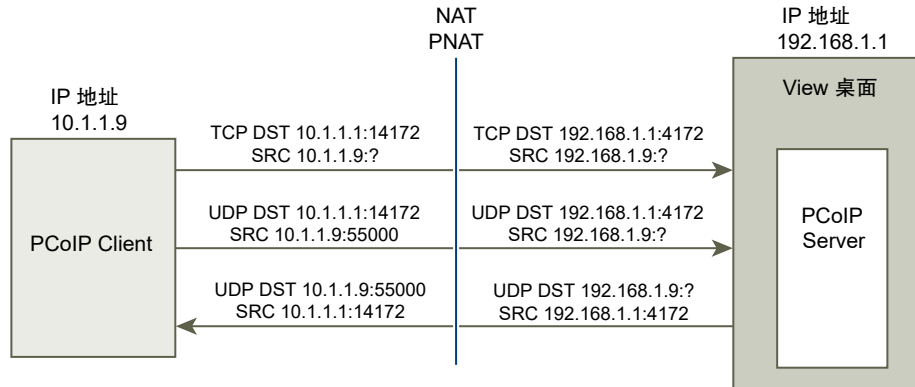 NAT
PNAT
IP 地址
192.168.1.1
View 桌面
IP 地址
10.1.1.9
TCP DST 10.1.1.1:14172
SRC 10.1.1.9:?
TCP DST 192.168.1.1:4172
SRC 192.168.1.9:?
UDP DST 10.1.1.1:14172
SRC 10.1.1.9:55000
UDP DST 192.168.1.1:4172
SRC 192.168.1.9:?
PCoIP Client
PCoIP
Server
UDP DST 10.1.1.9:55000
SRC 10.1.1.1:14172
UDP DST 192.168.1.9:?
SRC 192.168.1.1:4172